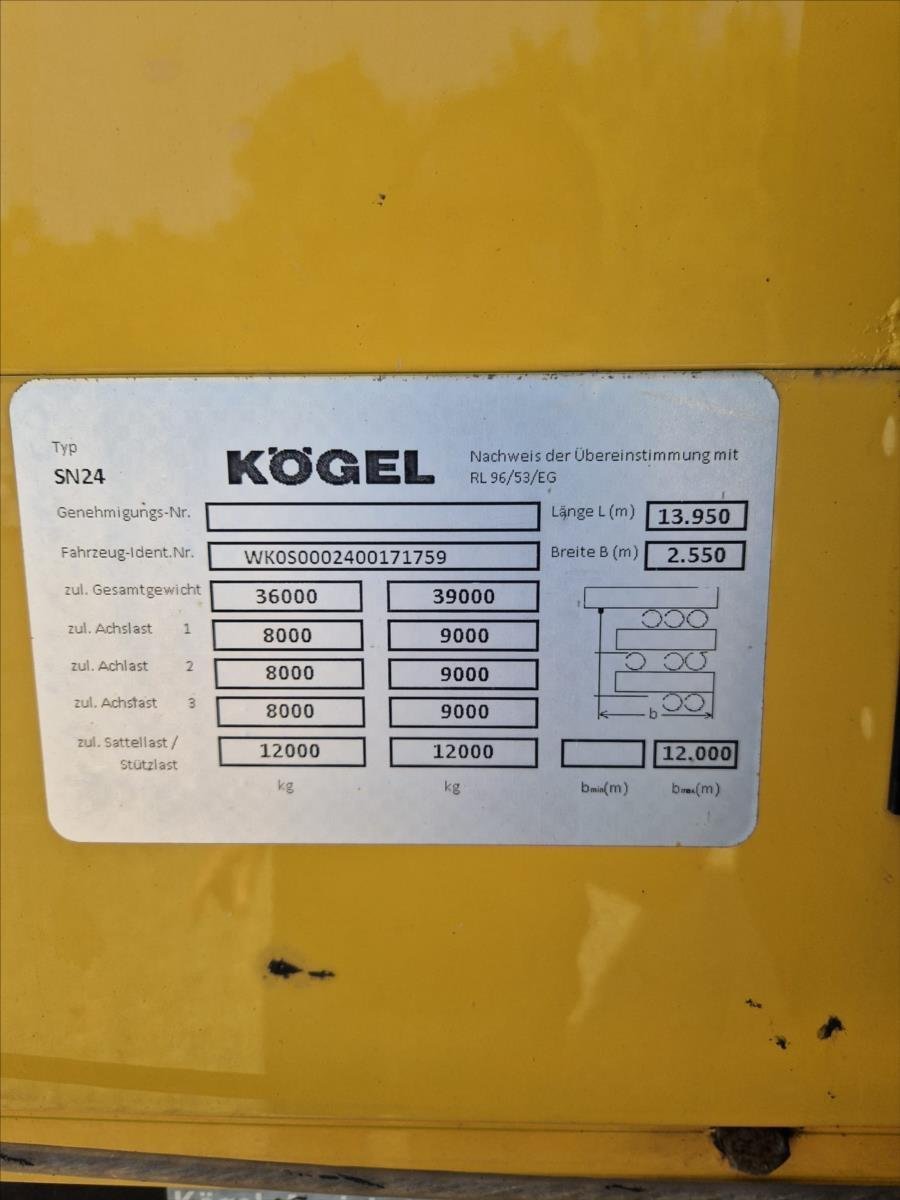 Typ
SN24
KÖGEL
Nachweis der Übereinstimmung mit
RL 96/53/EG
Genehmigungs-Nr.
Länge L (m) 13.950
Fahrzeug-Ident.Nr. WK0S0002400171759
Breite B (m) 2.550
zul. Gesamtgewicht 36000 39000
zul. Achslast 1 8000 9000
zul. Achlast 2 8000 9000
zul. Achstast 3 8000 9000
b
zul. Sattellast / 12000 12000
Stützlast
12.000
kg kg bmin(m) bmax(m)
Kögel